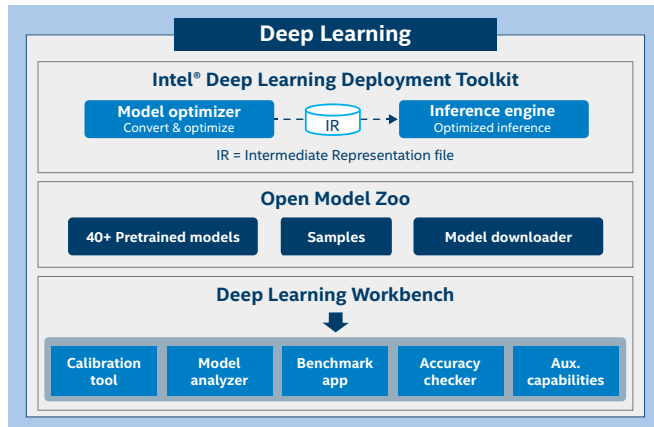 Deep Learning
Intel® Deep Learning Deployment Toolkit
Model optimizer
Convert & optimize
IR
Inference engine
Optimized inference
IR = Intermediate Representation file
Open Model Zoo
40+ Pretrained models
Samples
Model downloader
Deep Learning Workbench
Calibration
tool
Model
analyzer
Benchmark
app
Accuracy
checker
Aux.
capabilities